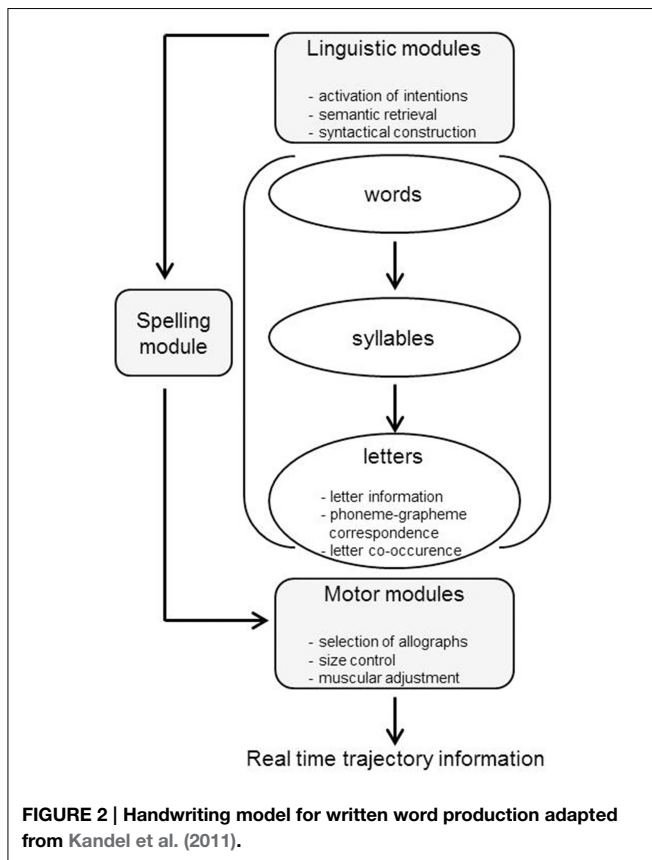 Linguistic modules
- activation of intentions
- semantic retrieval
- syntactical construction
words
Spelling
module
syllables
letters
- letter information
- phoneme-grapheme
correspondence
- letter co-occurence
Motor modules
- selection of allographs
- size control
- muscular adjustment
Real time trajectory information
FIGURE 2 | Handwriting model for written word production adapted
from Kandel et al. (2011).